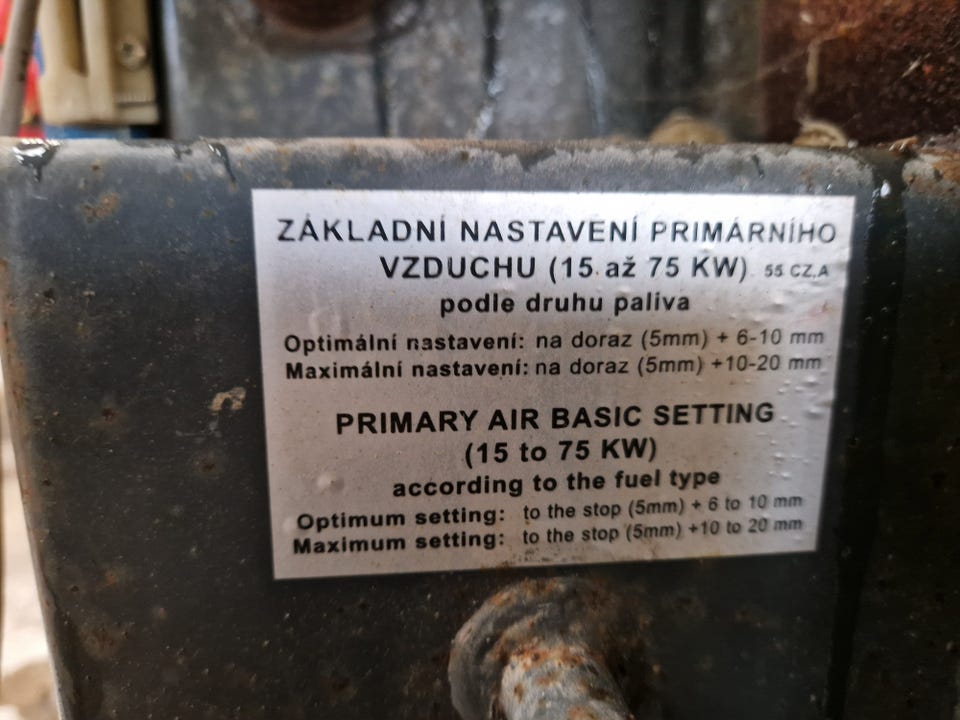 ZÁKLADNÍ NASTAVENÍ PRIMÁRNÍHO
VZDUCHU (15 až 75 KW) 55 CZ.A
podle druhu paliva
Optimální nastavení: na doraz (5mm) + 6-10 mm
Maximální nastavení: na doraz (5mm) +10-20 mm
PRIMARY AIR BASIC SETTING
(15 to 75 KW)
according to the fuel type
Optimum setting: to the stop (5mm) + 6 to 10 mm
Maximum setting: to the stop (5mm) +10 to 20 mm